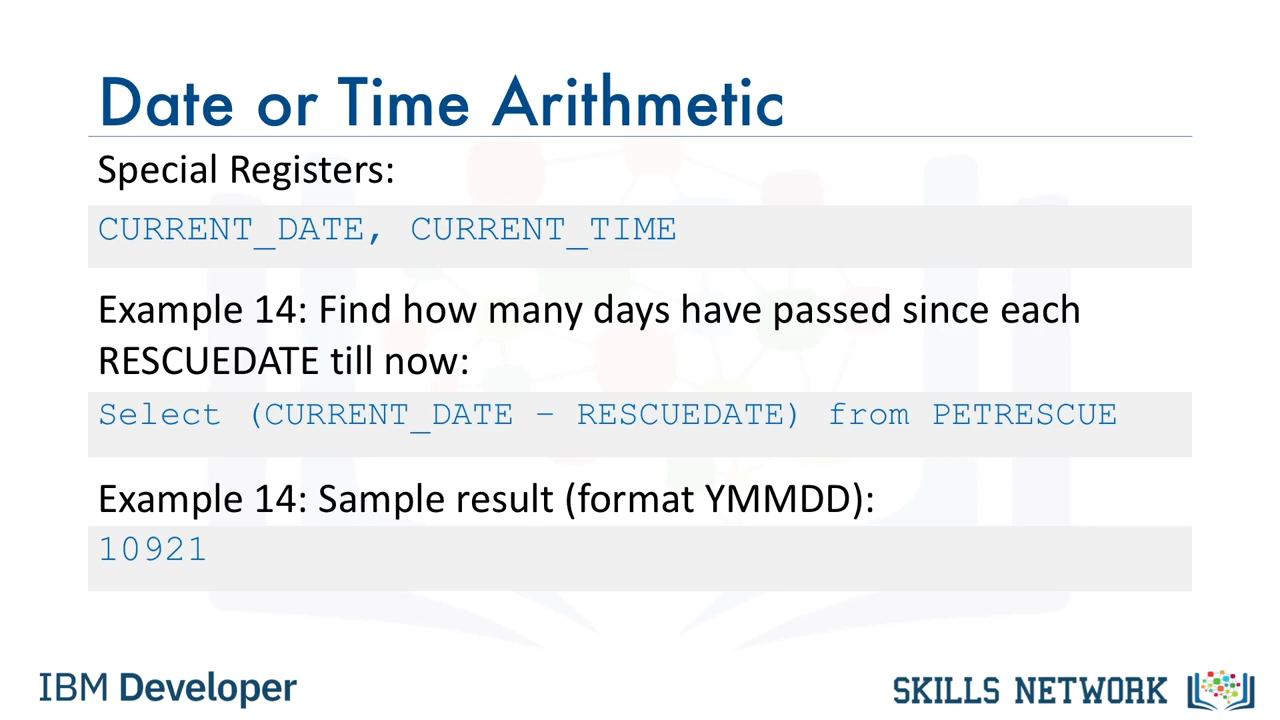 Date or Time Arithmetic
Special Registers:
CURRENT_DATE, CURRENT_TIME
Example 14: Find how many days have passed since each
RESCUEDATE till now:
Select (CURRENT_DATE – RESCUEDATE) from PETRESCUE
Example 14: Sample result (format YMMDD):
10921
IBM Developer
SKILLS NETWORK